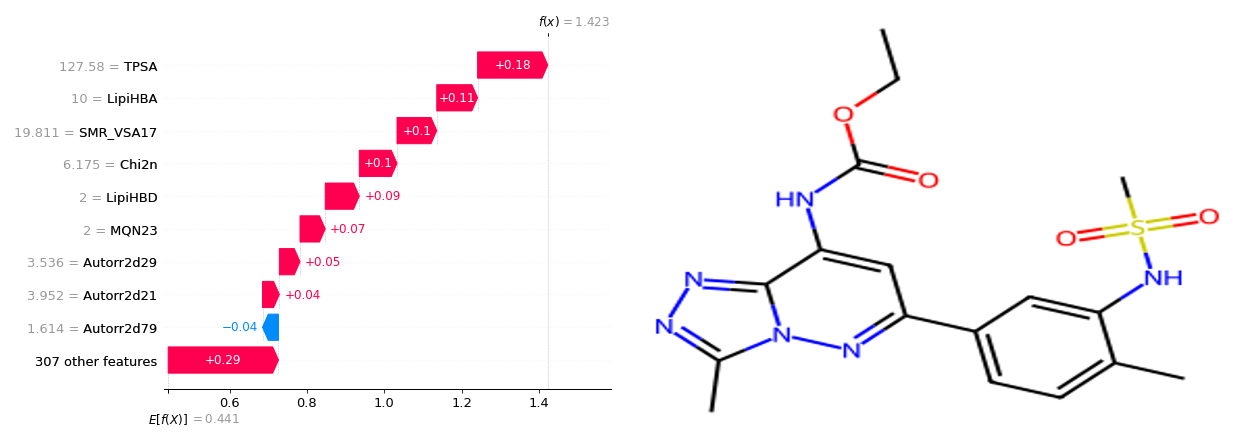 f(x) = 1.423
127.58 = TPSA
+0.18
10 = LipiHBA
+0.11
19.811 = SMR_VSA17
+0.1
6.175 = Chi2n
+0.1
2 = LipiHBD
+0.09
2 = MQN23
+0.07
3.536 = Autorr2d29
+0.05
3.952 = Autorr2d21
+0.04
1.614 = Autorr2d79
−0.04
307 other features
+0.29
0.6 0.8 1.0 1.2 1.4
E[f(X)] = 0.441
O
O
HN
O
S
O
N
NH
N
N
N